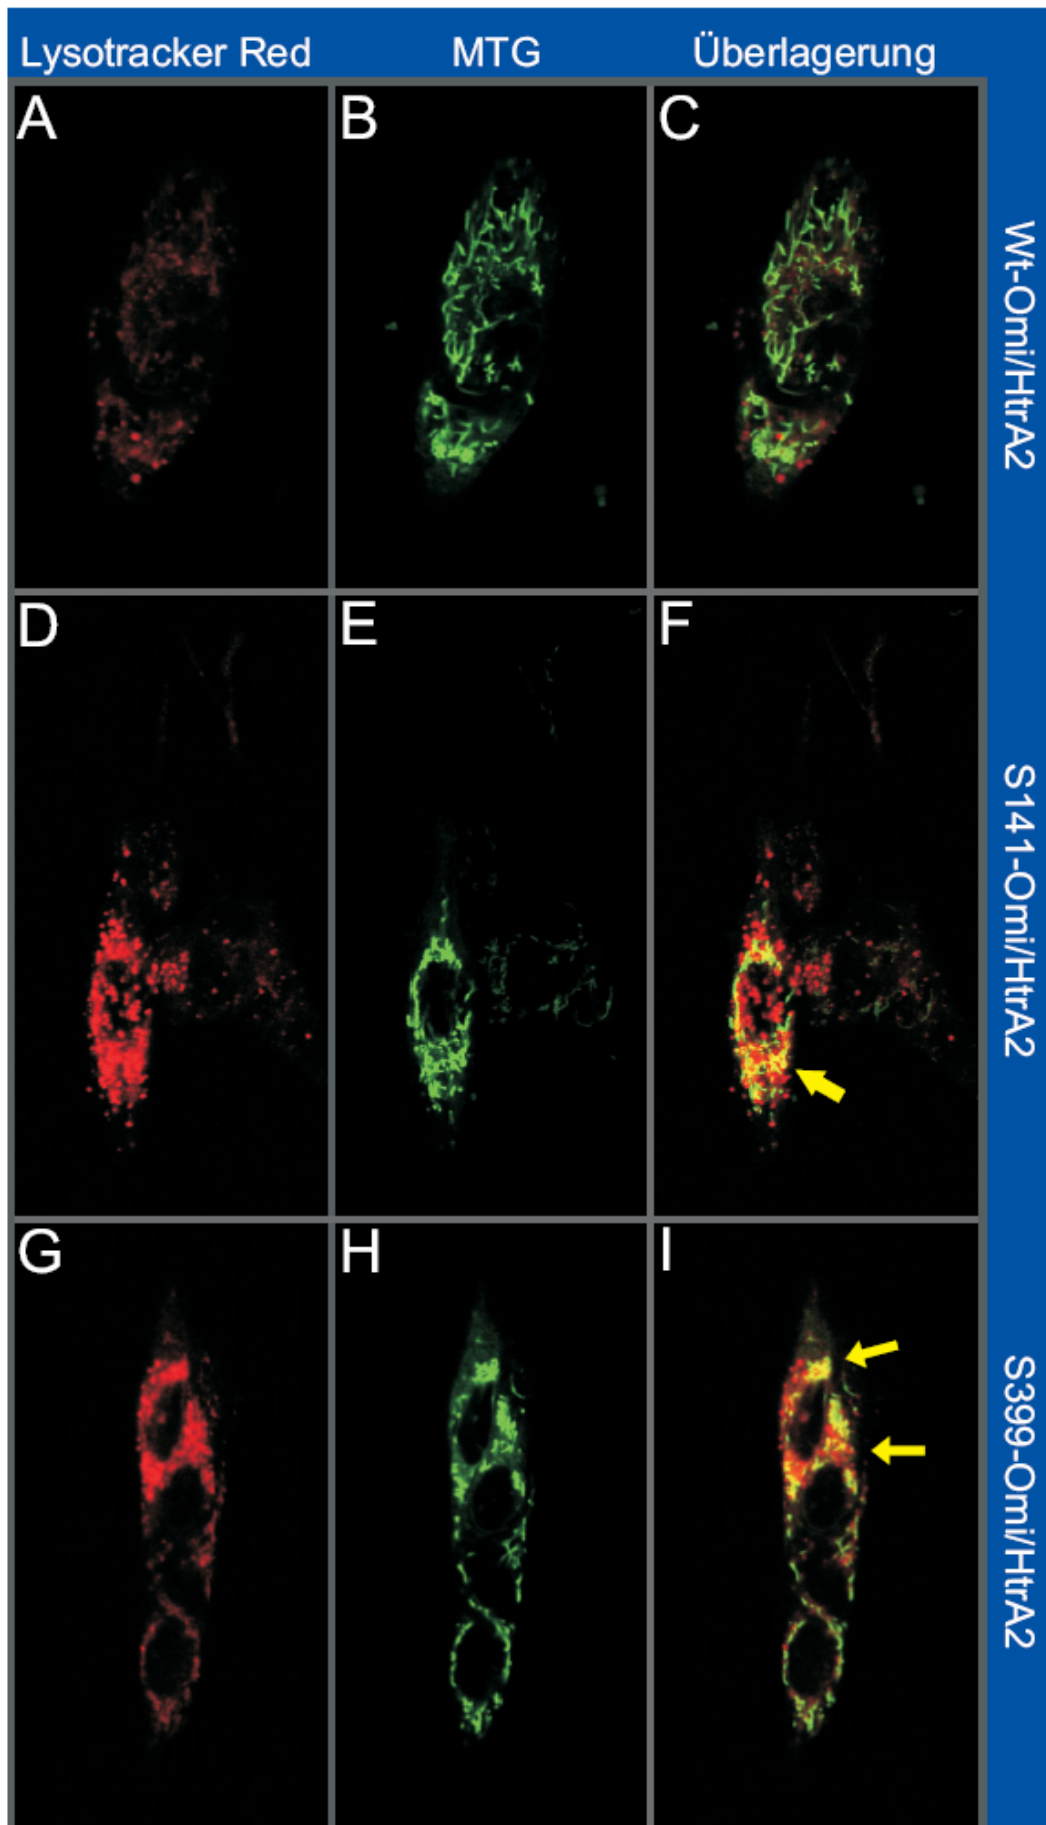 Lysotracker Red
MTG
Überlagerung
A
B
C
Wt-Omi/HtrA2
D
E
F
S141-Omi/HtrA2
G
H
I
S399-Omi/HtrA2